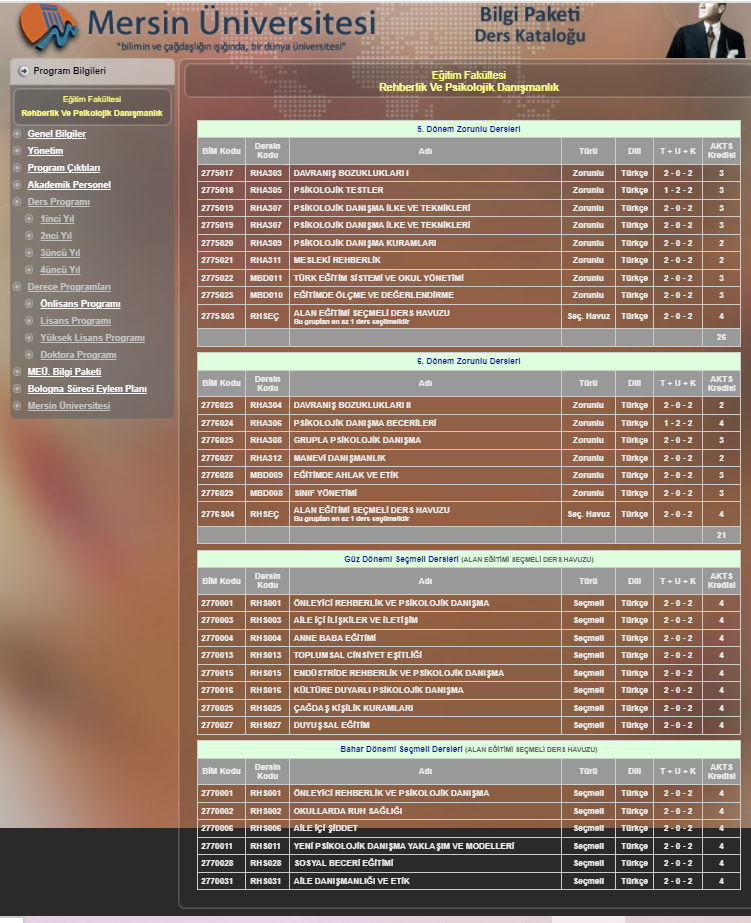 Mersin Üniversitesi
"bilimin ve çağdaşlığın ışığında, bir dünya üniversitesi"
Bilgi Paketi
Ders Kataloğu
Program Bilgileri
Eğitim Fakültesi
Rehberlik Ve Psikolojik Danışmanlık
Genel Bilgiler
Yönetim
Program Çıktıları
Akademik Personel
Ders Programı
1inci Yıl
2nci Yıl
3üncü Yıl
4üncü Yıl
Derece Programları
Önlisans Programı
Lisans Programı
Yüksek Lisans Programı
Doktora Programı
MEÜ. Bilgi Paketi
Bologna Süreci Eylem Planı
Mersin Üniversitesi
Eğitim Fakültesi
Rehberlik Ve Psikolojik Danışmanlık
5. Dönem Zorunlu Dersleri
BİM Kodu Dersin Kodu Adı Türü Dili T + U + K AKTS Kredisi
2775017 RHA303 DAVRANIŞ BOZUKLUKLARI I Zorunlu Türkçe 2 - 0 - 2 3
2775018 RHA305 PSİKOLOJİK TESTLER Zorunlu Türkçe 1 - 2 - 2 3
2775019 RHA307 PSİKOLOJİK DANIŞMA İLKE VE TEKNİKLERİ Zorunlu Türkçe 2 - 0 - 2 3
2775019 RHA307 PSİKOLOJİK DANIŞMA İLKE VE TEKNİKLERİ Zorunlu Türkçe 2 - 0 - 2 3
2775020 RHA309 PSİKOLOJİK DANIŞMA KURAMLARI Zorunlu Türkçe 2 - 0 - 2 2
2775021 RHA311 MESLEKİ REHBERLİK Zorunlu Türkçe 2 - 0 - 2 2
2775022 MBD011 TÜRK EĞİTİM SİSTEMİ VE OKUL YÖNETİMİ Zorunlu Türkçe 2 - 0 - 2 3
2775023 MBD010 EĞİTİMDE ÖLÇME VE DEĞERLENDİRME Zorunlu Türkçe 2 - 0 - 2 3
2775S03 RHSEÇ ALAN EĞİTİMİ SEÇMELİ DERS HAVUZU Seç. Havuz Türkçe 2 - 0 - 2 4
Bu gruptan en az 1 ders seçilmelidir
26
6. Dönem Zorunlu Dersleri
BİM Kodu Dersin Kodu Adı Türü Dili T + U + K AKTS Kredisi
2776023 RHA304 DAVRANIŞ BOZUKLUKLARI II Zorunlu Türkçe 2 - 0 - 2 2
2776024 RHA306 PSİKOLOJİK DANIŞMA BECERİLERİ Zorunlu Türkçe 1 - 2 - 2 4
2776025 RHA308 GRUPLA PSİKOLOJİK DANIŞMA Zorunlu Türkçe 2 - 0 - 2 3
2776027 RHA312 MANEVİ DANIŞMANLIK Zorunlu Türkçe 2 - 0 - 2 2
2776028 MBD009 EĞİTİMDE AHLAK VE ETİK Zorunlu Türkçe 2 - 0 - 2 3
2776029 MBD008 SINIF YÖNETİMİ Zorunlu Türkçe 2 - 0 - 2 3
2776S04 RHSEÇ ALAN EĞİTİMİ SEÇMELİ DERS HAVUZU Seç. Havuz Türkçe 2 - 0 - 2 4
Bu gruptan en az 1 ders seçilmelidir
21
Güz Dönemi Seçmeli Dersleri (ALAN EĞİTİMİ SEÇMELİ DERS HAVUZU)
BİM Kodu Dersin Kodu Adı Türü Dili T + U + K AKTS Kredisi
2770001 RHS001 ÖNLEYİCİ REHBERLİK VE PSİKOLOJİK DANIŞMA Seçmeli Türkçe 2 - 0 - 2 4
2770003 RHS003 AİLE İÇİ İLİŞKİLER VE İLETİŞİM Seçmeli Türkçe 2 - 0 - 2 4
2770004 RHS004 ANNE BABA EĞİTİMİ Seçmeli Türkçe 2 - 0 - 2 4
2770013 RHS013 TOPLUMSAL CİNSİYET EŞİTLİĞİ Seçmeli Türkçe 2 - 0 - 2 4
2770015 RHS015 ENDÜSTRİDE REHBERLİK VE PSİKOLOJİK DANIŞMA Seçmeli Türkçe 2 - 0 - 2 4
2770016 RHS016 KÜLTÜRE DUYARLI PSİKOLOJİK DANIŞMA Seçmeli Türkçe 2 - 0 - 2 4
2770025 RHS025 ÇAĞDAŞ KİŞİLİK KURAMLARI Seçmeli Türkçe 2 - 0 - 2 4
2770027 RHS027 DUYUŞSAL EĞİTİM Seçmeli Türkçe 2 - 0 - 2 4
Bahar Dönemi Seçmeli Dersleri (ALAN EĞİTİMİ SEÇMELİ DERS HAVUZU)
BİM Kodu Dersin Kodu Adı Türü Dili T + U + K AKTS Kredisi
2770001 RHS001 ÖNLEYİCİ REHBERLİK VE PSİKOLOJİK DANIŞMA Seçmeli Türkçe 2 - 0 - 2 4
2770002 RHS002 OKULLARDA RUH SAĞLIĞI Seçmeli Türkçe 2 - 0 - 2 4
2770006 RHS006 AİLE İÇİ ŞİDDET Seçmeli Türkçe 2 - 0 - 2 4
2770011 RHS011 YENİ PSİKOLOJİK DANIŞMA YAKLAŞIM VE MODELLERİ Seçmeli Türkçe 2 - 0 - 2 4
2770028 RHS028 SOSYAL BECERİ EĞİTİMİ Seçmeli Türkçe 2 - 0 - 2 4
2770031 RHS031 AİLE DANIŞMANLIĞI VE ETİK Seçmeli Türkçe 2 - 0 - 2 4